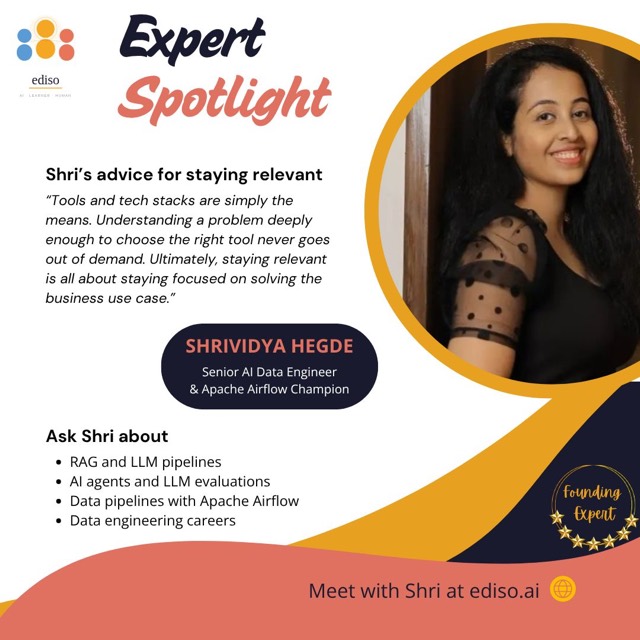 Expert
Spotlight
ediso
Shri’s advice for staying relevant
“Tools and tech stacks are simply the
means. Understanding a problem deeply
enough to choose the right tool never goes
out of demand. Ultimately, staying relevant
is all about staying focused on solving the
business use case.”
SHRIVIDYA HEGDE
Senior AI Data Engineer
& Apache Airflow Champion
Ask Shri about
• RAG and LLM pipelines
• AI agents and LLM evaluations
• Data pipelines with Apache Airflow
• Data engineering careers
Founding
Expert
Meet with Shri at ediso.ai